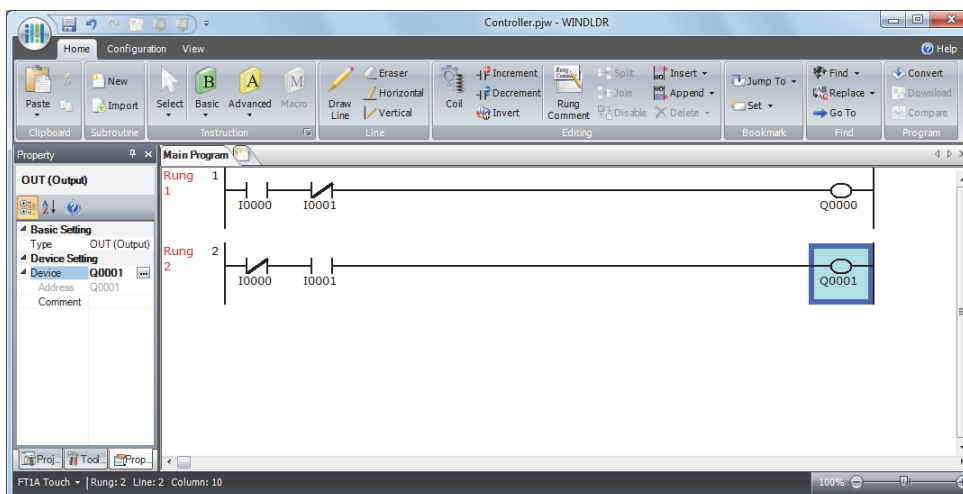 Controller.pjw - WINDLDR
Home Configuration View Help
Paste
Clipboard
New
Import
Subroutine
Select Basic Advanced Macro
B A M
Instruction
Draw Line
Eraser
Horizontal
Vertical
Line
Coil
Increment
Decrement
Invert
Rung Comment
Split
Join
Disable
Insert
Append
Delete
Editing
Jump To
Set
Bookmark
Find
Replace
Go To
Find
Convert
Download
Compare
Program
Property
OUT (Output)
Basic Setting
Type OUT (Output)
Device Setting
Device Q0001 ...
Address Q0001
Comment
Proj... Tool... Prop...
Main Program
Rung 1 1
I0000 I0001 Q0000
Rung 2 2
I0000 I0001 Q0001
FT1A Touch Rung: 2 Line: 2 Column: 10 100%